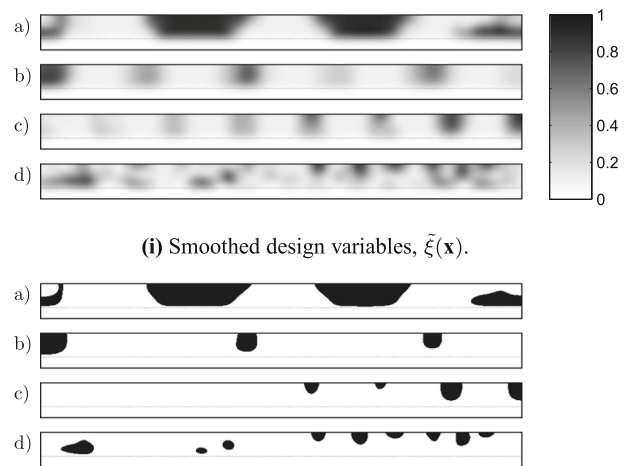 a)
b)
c)
d)
1
0.8
0.6
0.4
0.2
0
(i) Smoothed design variables, ξ̃(x).
a)
b)
c)
d)